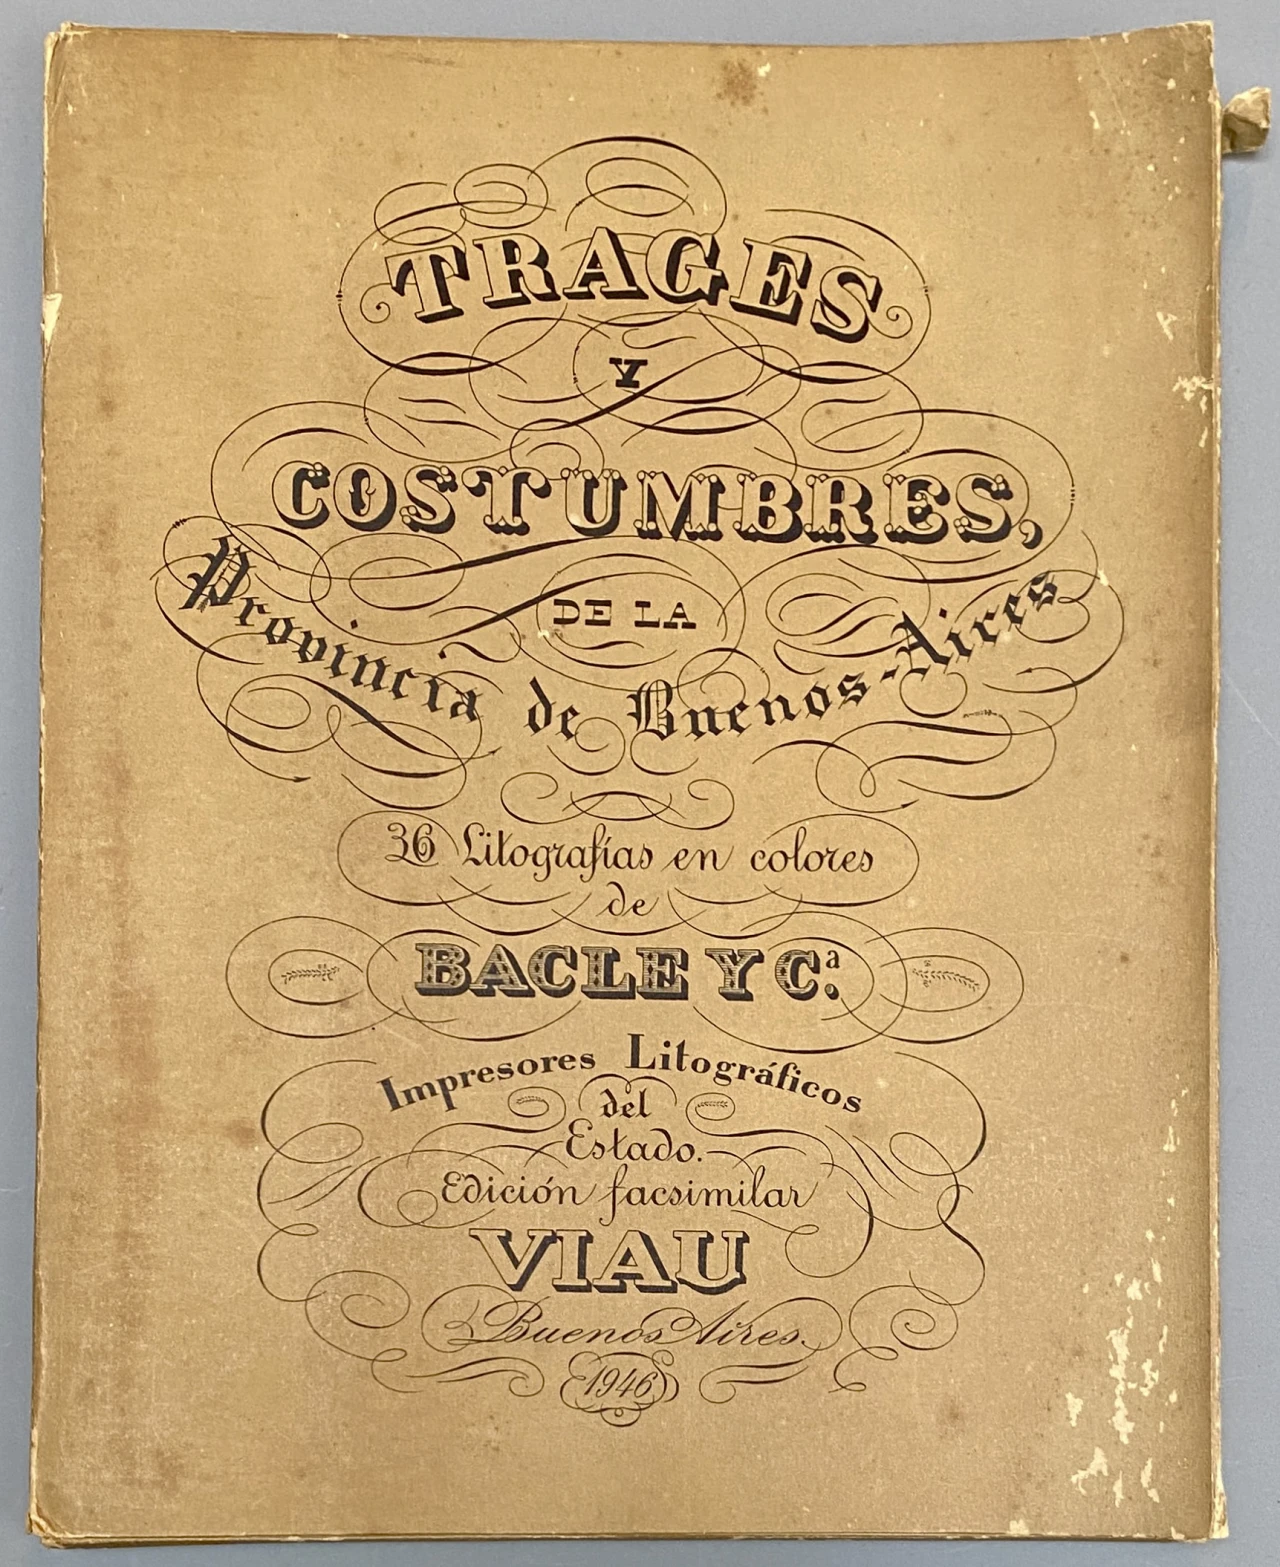 TRAGES
Y
COSTUMBRES,
DE LA
Provincia de Buenos-Aires
36 Litografías en colores
de
BACLE Y Cª.
Impresores Litográficos
del
Estado.
Edición facsimilar
VIAU
Buenos Aires.
1946